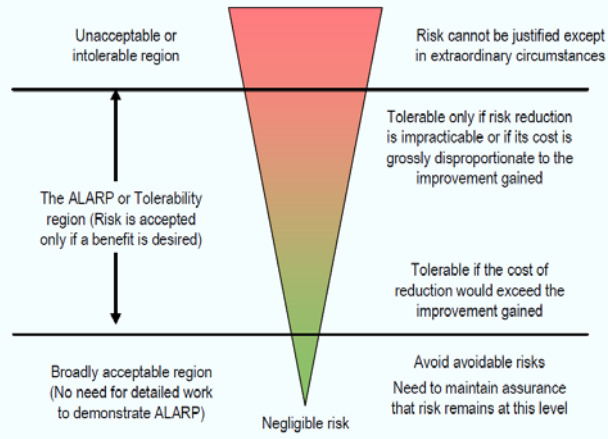 Unacceptable or
intolerable region
Risk cannot be justified except
in extraordinary circumstances
Tolerable only if risk reduction
is impracticable or if its cost is
grossly disproportionate to the
improvement gained
The ALARP or Tolerability
region (Risk is accepted
only if a benefit is desired)
Tolerable if the cost of
reduction would exceed the
improvement gained
Broadly acceptable region
(No need for detailed work
to demonstrate ALARP)
Avoid avoidable risks
Need to maintain assurance
that risk remains at this level
Negligible risk